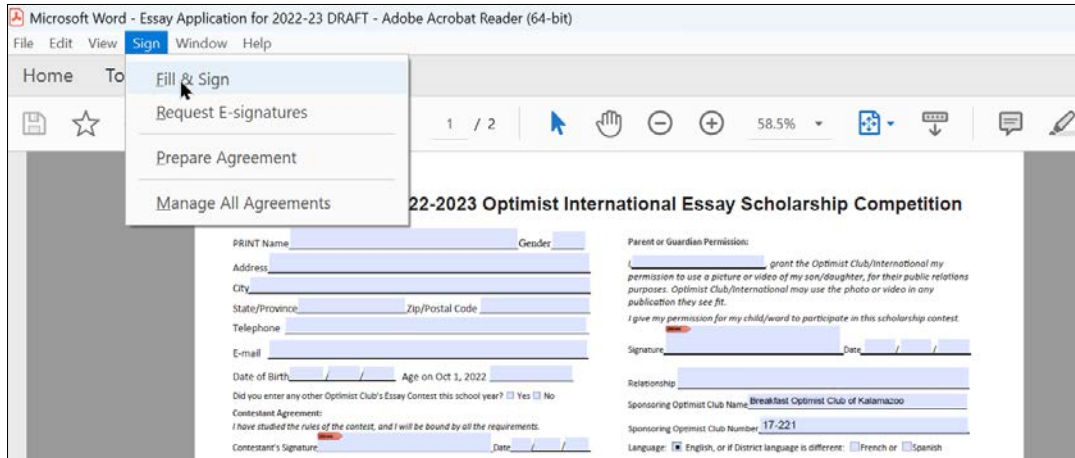 Microsoft Word - Essay Application for 2022-23 DRAFT - Adobe Acrobat Reader (64-bit)
File Edit View Sign Window Help
Home To
Fill & Sign
Request E-signatures
Prepare Agreement
Manage All Agreements
1 / 2 58.5%
22-2023 Optimist International Essay Scholarship Competition
PRINT Name Gender
Address
City
State/Province Zip/Postal Code
Telephone
E-mail
Date of Birth / / Age on Oct 1, 2022
Did you enter any other Optimist Club's Essay Contest this school year? Yes No
Contestant Agreement:
I have studied the rules of the contest, and I will be bound by all the requirements.
Contestant's Signature Date / /
Parent or Guardian Permission:
I , grant the Optimist Club/International my
permission to use a picture or video of my son/daughter, for their public relations
purposes. Optimist Club/International may use the photo or video in any
publication they see fit.
I give my permission for my child/ward to participate in this scholarship contest.
Signature Date / /
Relationship
Sponsoring Optimist Club Name Breakfast Optimist Club of Kalamazoo
Sponsoring Optimist Club Number 17-221
Language: English, or if District language is different: French or Spanish